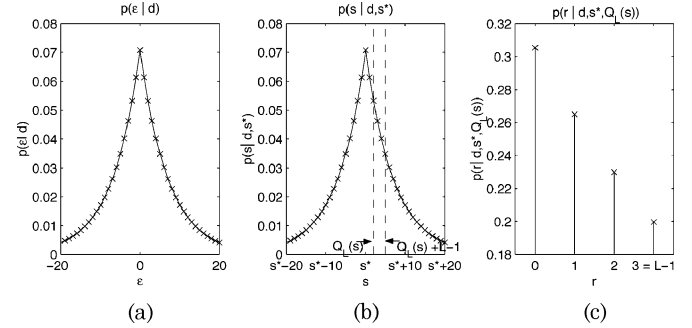 p(ε | d)
0.08
0.07
0.06
0.05
0.04
0.03
0.02
0.01
0
p(ε| d)
-20
0
20
ε
(a)
p(s | d,s*)
0.08
0.07
0.06
0.05
0.04
0.03
0.02
0.01
0
p(s| d,s*)
Q_L(s)
Q_L(s) +L-1
s*-20
s*-10
s*
s*+10
s*+20
s
(b)
p(r | d,s*,Q_L(s))
0.32
0.3
0.28
0.26
0.24
0.22
0.2
0.18
p(r | d,s*,Q_L(s))
0
1
2
3 = L-1
r
(c)